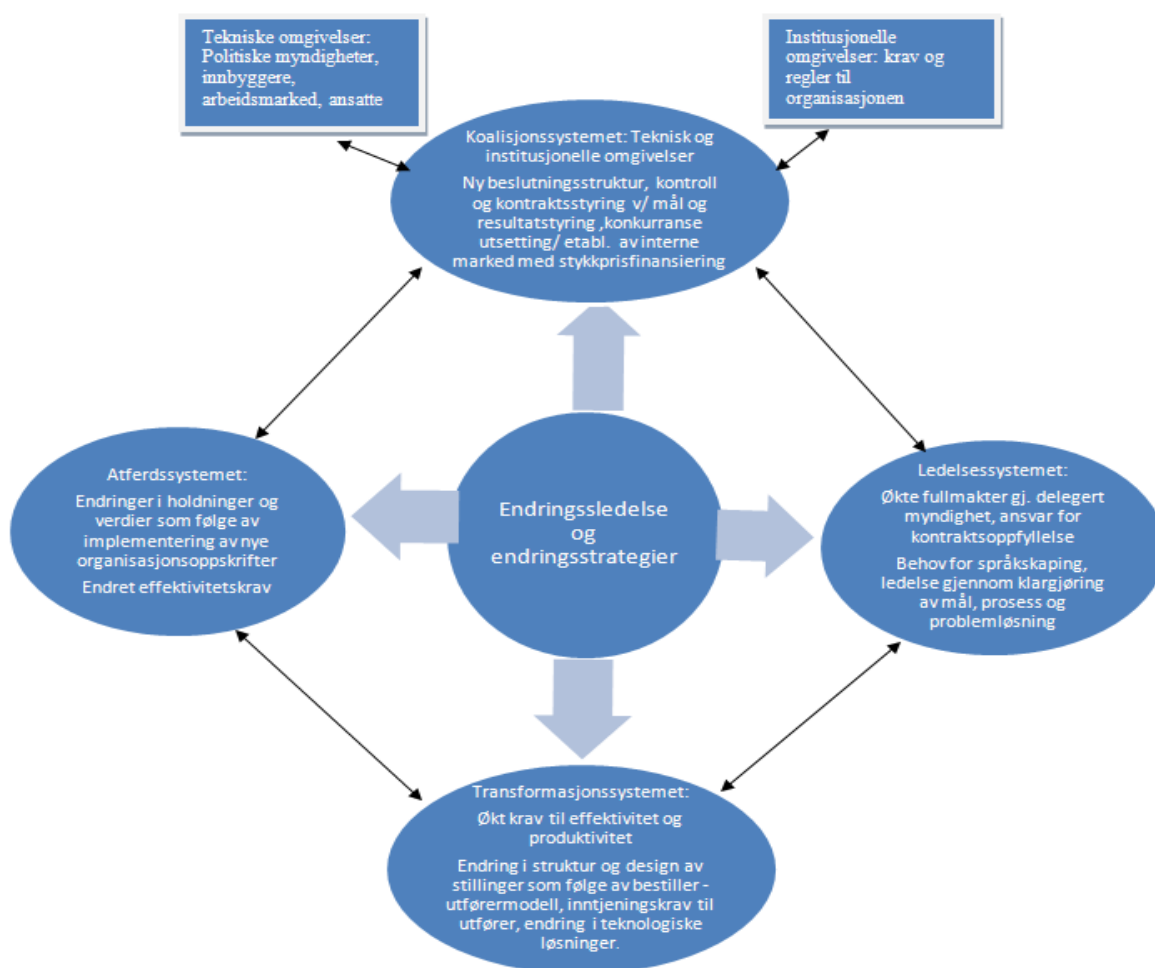 Tekniske omgivelser:
Politiske myndigheter,
innbyggere,
arbeidsmarked, ansatte
Institusjonelle
omgivelser: krav og
regler til
organisasjonen
Koalisjonssystemet: Teknisk og
institusjonelle omgivelser
Ny beslutningsstruktur, kontroll
og kontraktsstyring v/ mål og
resultatstyring ,konkurranse
utsetting/ etabl. av interne
marked med stykkprisfinansiering
Atferdssystemet:
Endringer i holdninger og
verdier som følge av
implementering av nye
organisasjonsoppskrifter
Endret effektivitetskrav
Endringssledelse
og
endringsstrategier
Ledelsessystemet:
Økte fullmakter gj. delegert
myndighet, ansvar for
kontraktsoppfyllelse
Behov for språkskaping,
ledelse gjennom klargjøring
av mål, prosess og
problemløsning
Transformasjonssystemet:
Økt krav til effektivitet og
produktivitet
Endring i struktur og design av
stillinger som følge av bestiller -
utførermodell, inntjeningskrav til
utfører, endring i teknologiske
løsninger.